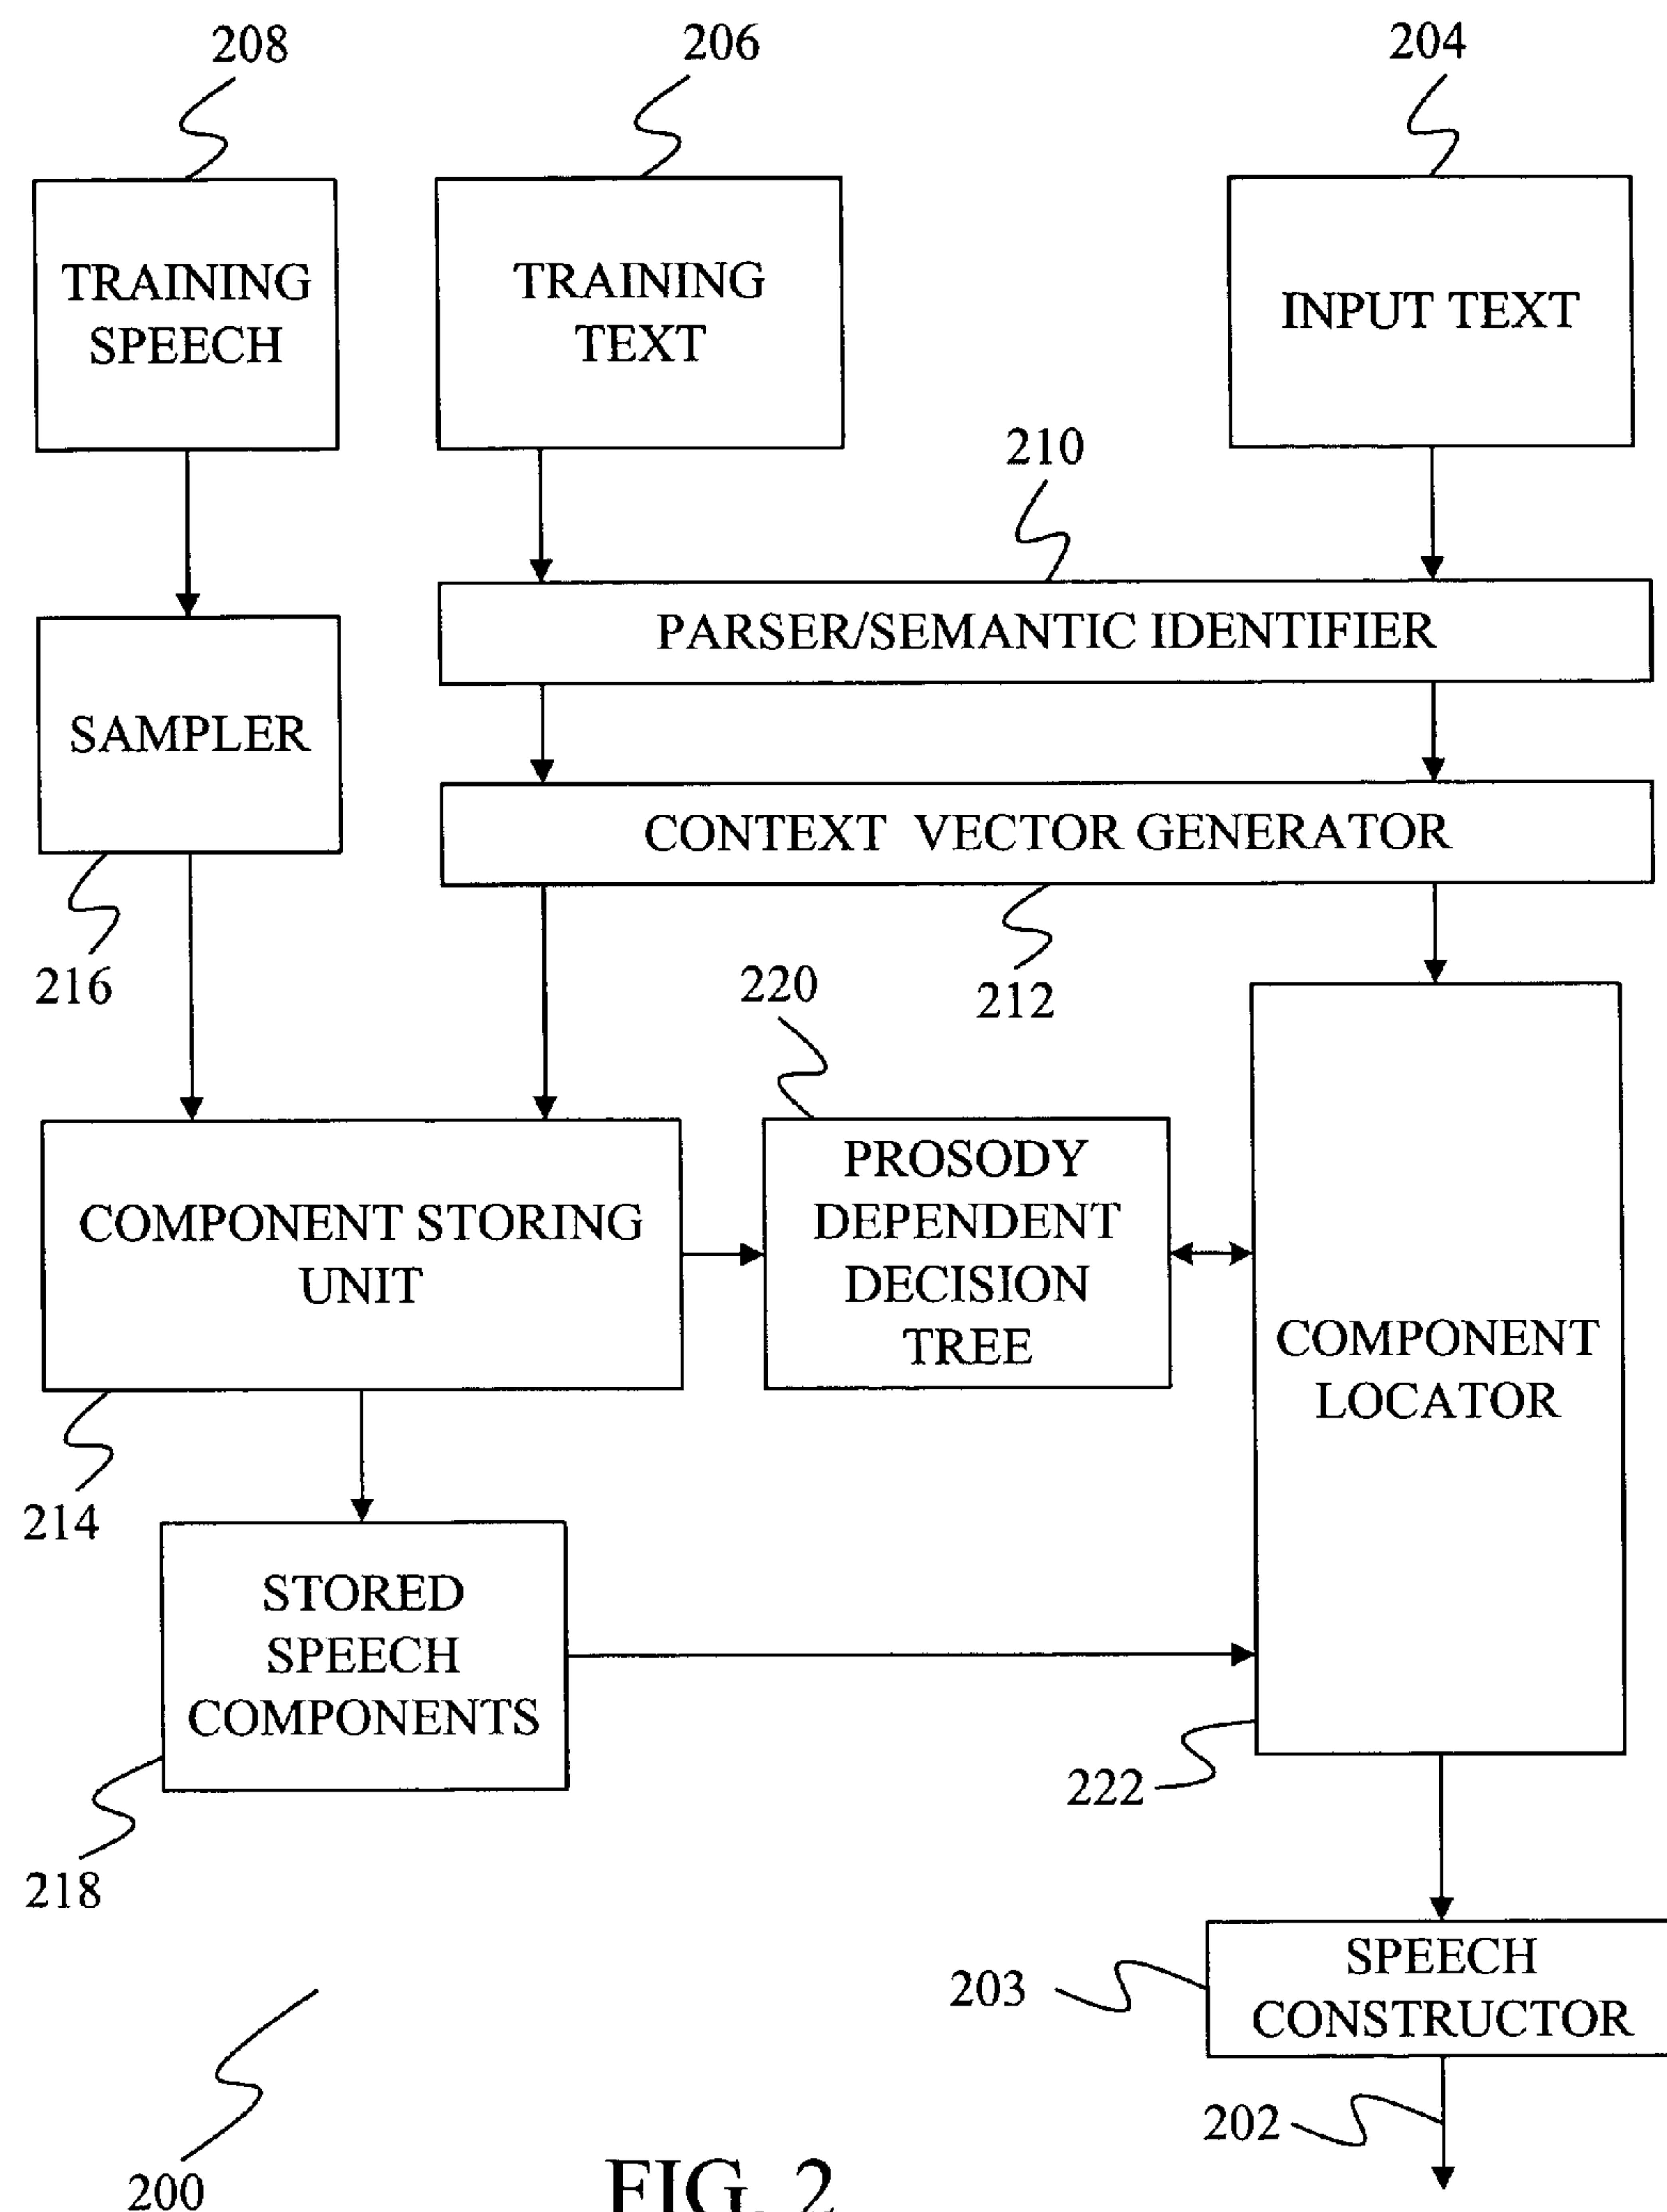 208
206
204
TRAINING
SPEECH
TRAINING
TEXT
INPUT TEXT
210
PARSER/SEMANTIC IDENTIFIER
SAMPLER
CONTEXT VECTOR GENERATOR
216
220
212
PROSODY
DEPENDENT
DECISION
TREE
COMPONENT STORING
UNIT
COMPONENT
LOCATOR
214
STORED
SPEECH
COMPONENTS
222
218
SPEECH
CONSTRUCTOR
203
202
200
FIG. 2